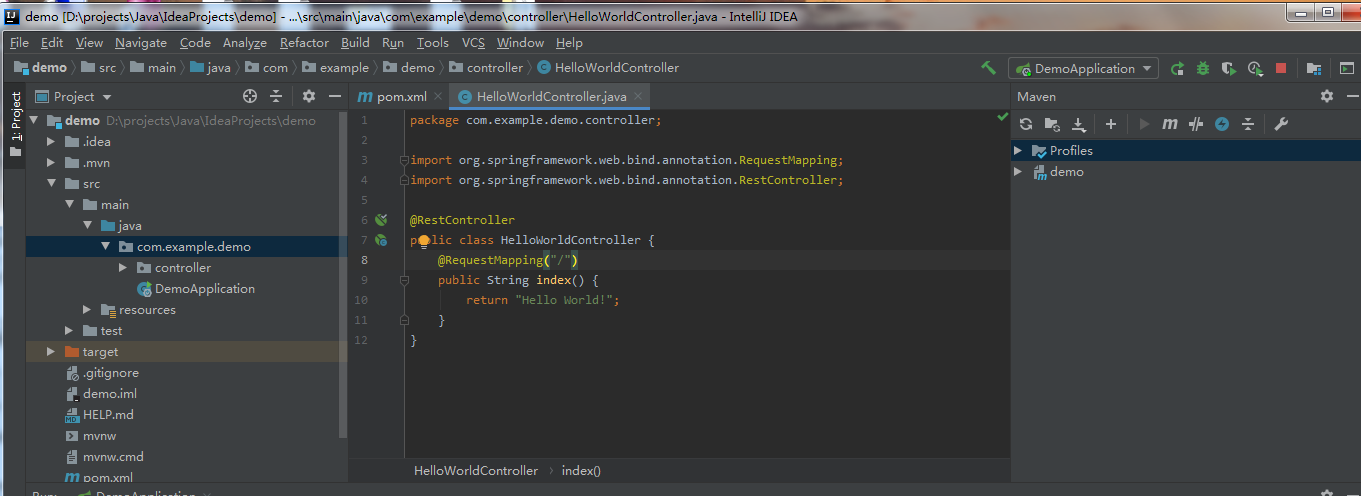 demo [D:\projects\Java\IdeaProjects\demo] - ...\src\main\java\com\example\demo\controller\HelloWorldController.java - IntelliJ IDEA
File Edit View Navigate Code Analyze Refactor Build Run Tools VCS Window Help
demo src main java com example demo controller HelloWorldController
DemoApplication
1: Project
Project
demo D:\projects\Java\IdeaProjects\demo
.idea
.mvn
src
main
java
com.example.demo
controller
DemoApplication
resources
test
target
.gitignore
demo.iml
HELP.md
mvnw
mvnw.cmd
pom.xml
pom.xml HelloWorldController.java
1 package com.example.demo.controller;
2
3 import org.springframework.web.bind.annotation.RequestMapping;
4 import org.springframework.web.bind.annotation.RestController;
5
6 @RestController
7 public class HelloWorldController {
8 @RequestMapping("/")
9 public String index() {
10 return "Hello World!";
11 }
12 }
HelloWorldController › index()
Maven
Profiles
demo
Run: DemoApplication